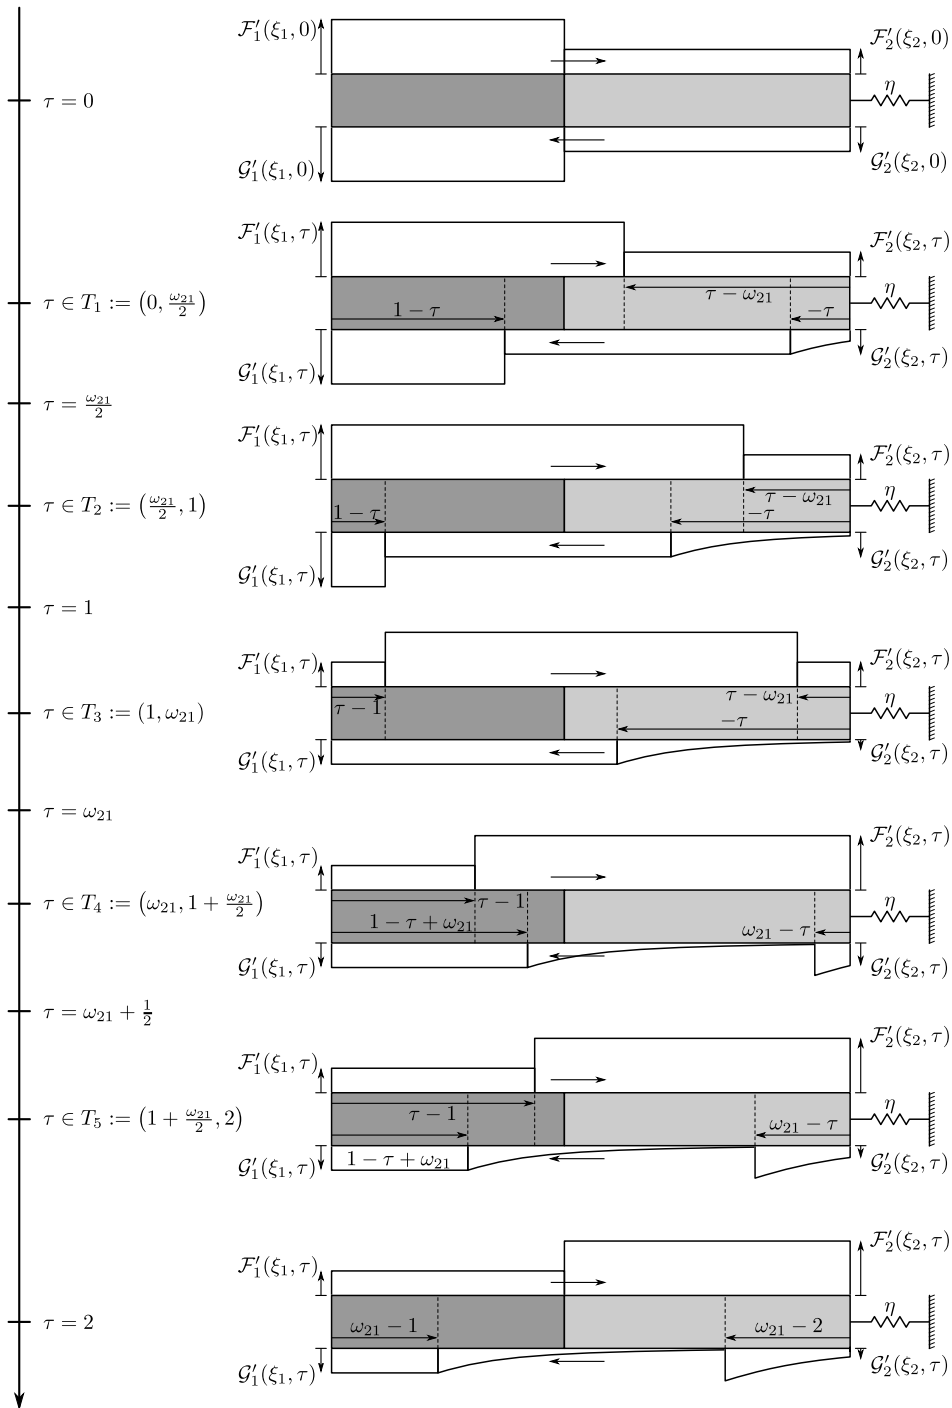 𝓕′₁(ξ₁, 0)
𝓕′₂(ξ₂, 0)
τ = 0
η
𝓖′₁(ξ₁, 0)
𝓖′₂(ξ₂, 0)
𝓕′₁(ξ₁, τ)
𝓕′₂(ξ₂, τ)
τ ∈ T₁ := (0, ω₂₁/2)
1 − τ
τ − ω₂₁
−τ
η
𝓖′₁(ξ₁, τ)
𝓖′₂(ξ₂, τ)
τ = ω₂₁/2
𝓕′₁(ξ₁, τ)
𝓕′₂(ξ₂, τ)
τ ∈ T₂ := (ω₂₁/2, 1)
1 − τ
−τ
τ − ω₂₁
η
𝓖′₁(ξ₁, τ)
𝓖′₂(ξ₂, τ)
τ = 1
𝓕′₁(ξ₁, τ)
𝓕′₂(ξ₂, τ)
τ ∈ T₃ := (1, ω₂₁)
τ − 1
τ − ω₂₁
−τ
η
𝓖′₁(ξ₁, τ)
𝓖′₂(ξ₂, τ)
τ = ω₂₁
𝓕′₁(ξ₁, τ)
𝓕′₂(ξ₂, τ)
τ ∈ T₄ := (ω₂₁, 1 + ω₂₁/2)
τ − 1
1 − τ + ω₂₁
ω₂₁ − τ
η
𝓖′₁(ξ₁, τ)
𝓖′₂(ξ₂, τ)
τ = ω₂₁ + 1/2
𝓕′₁(ξ₁, τ)
𝓕′₂(ξ₂, τ)
τ ∈ T₅ := (1 + ω₂₁/2, 2)
τ − 1
ω₂₁ − τ
η
𝓖′₁(ξ₁, τ)
1 − τ + ω₂₁
𝓖′₂(ξ₂, τ)
𝓕′₁(ξ₁, τ)
𝓕′₂(ξ₂, τ)
τ = 2
ω₂₁ − 1
ω₂₁ − 2
η
𝓖′₁(ξ₁, τ)
𝓖′₂(ξ₂, τ)